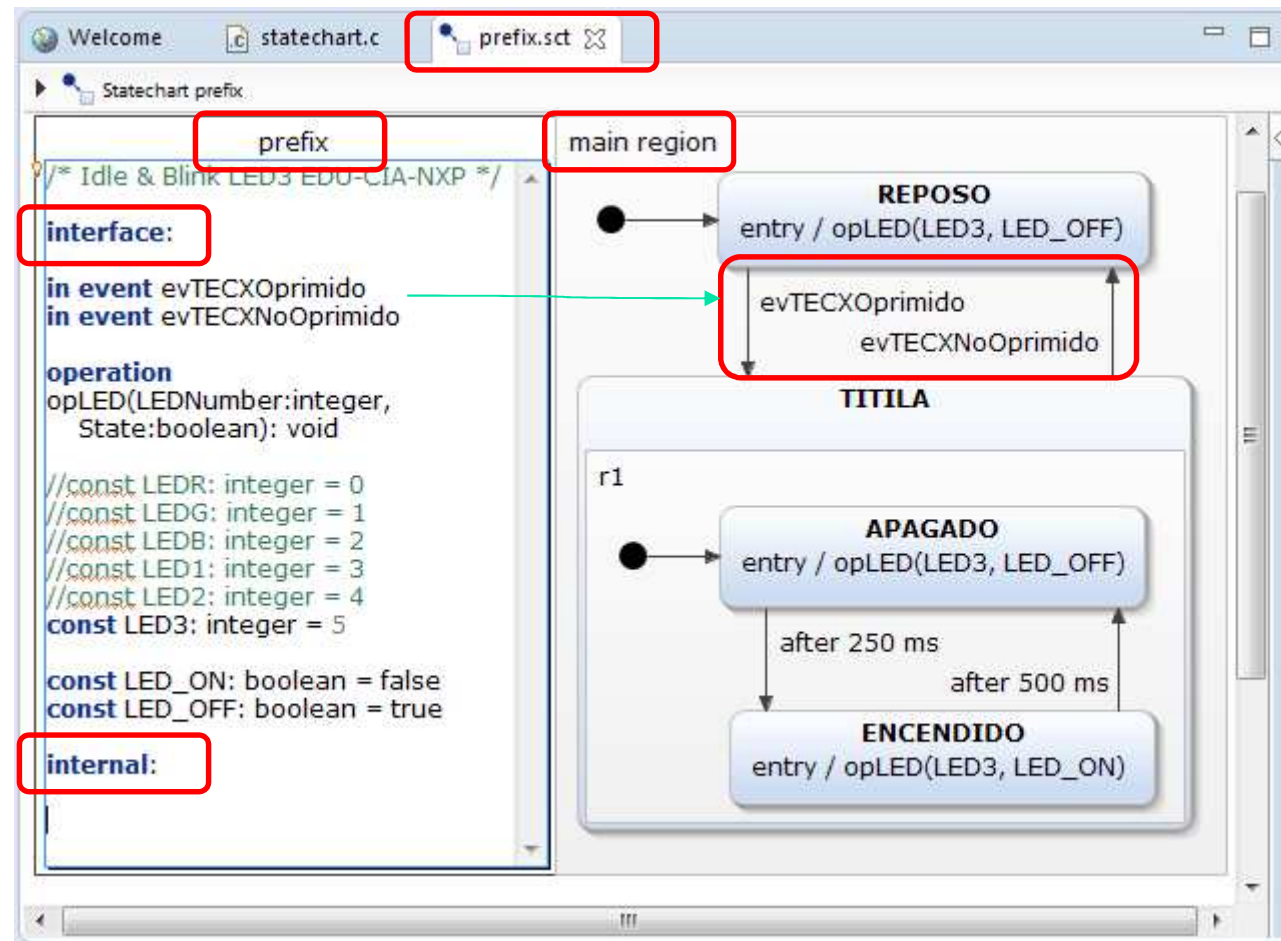 Welcome
statechart.c
prefix.sct
Statechart prefix
prefix
/* Idle & Blink LED3 EDU-CIA-NXP */
interface:
in event evTECXOprimido
in event evTECXNoOprimido
operation
opLED(LEDNumber:integer,
State:boolean): void
//const LEDR: integer = 0
//const LEDG: integer = 1
//const LEDB: integer = 2
//const LED1: integer = 3
//const LED2: integer = 4
const LED3: integer = 5
const LED_ON: boolean = false
const LED_OFF: boolean = true
internal:
main region
REPOSO
entry / opLED(LED3, LED_OFF)
evTECXOprimido
evTECXNoOprimido
TITILA
r1
APAGADO
entry / opLED(LED3, LED_OFF)
after 250 ms
after 500 ms
ENCENDIDO
entry / opLED(LED3, LED_ON)